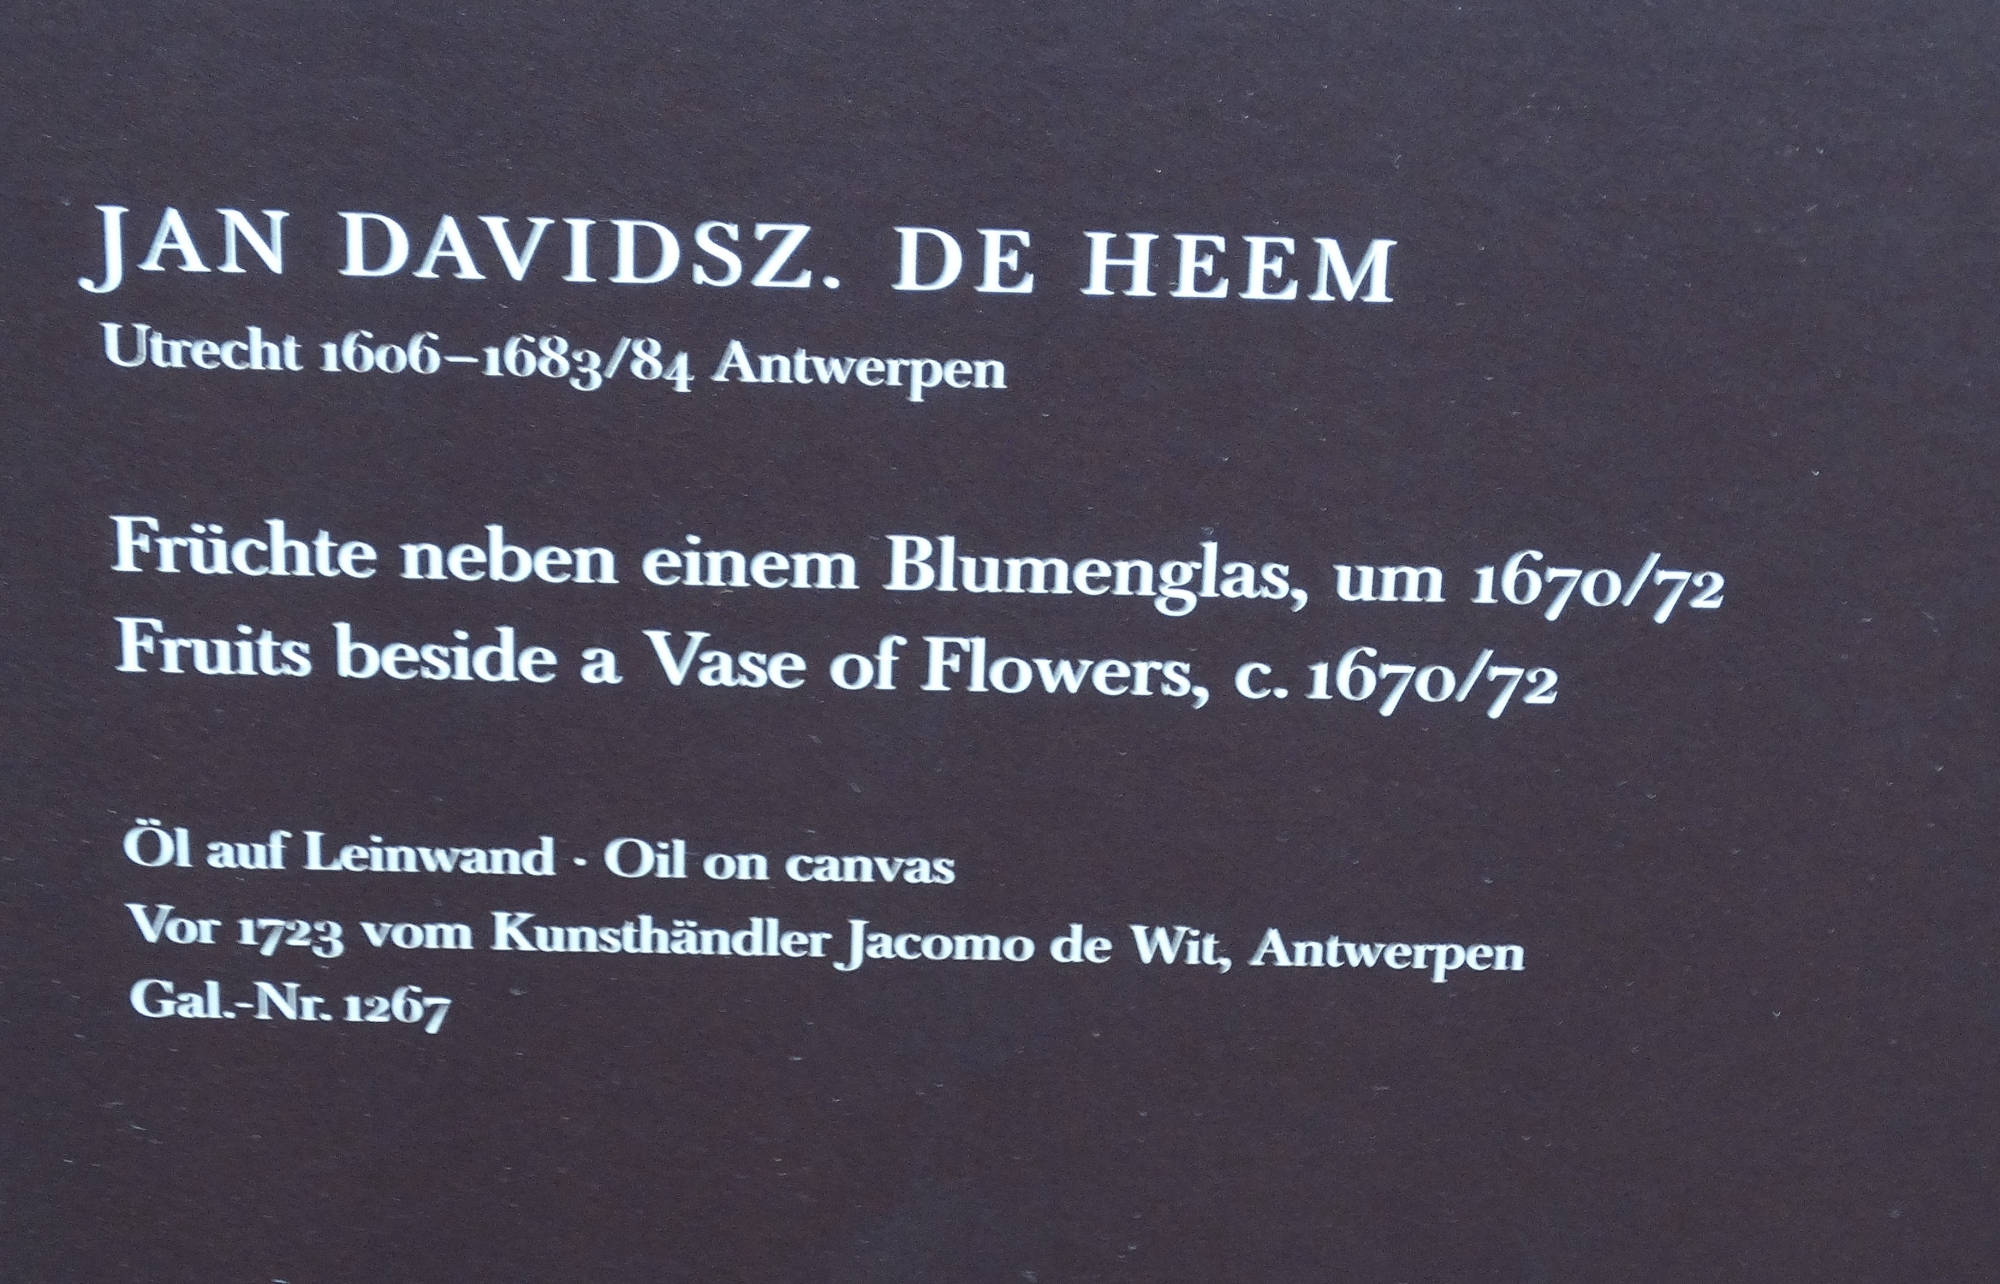 JAN DAVIDSZ. DE HEEM
Utrecht 1606–1683/84 Antwerpen
Früchte neben einem Blumenglas, um 1670/72
Fruits beside a Vase of Flowers, c. 1670/72
Öl auf Leinwand · Oil on canvas
Vor 1723 vom Kunsthändler Jacomo de Wit, Antwerpen
Gal.-Nr. 1267